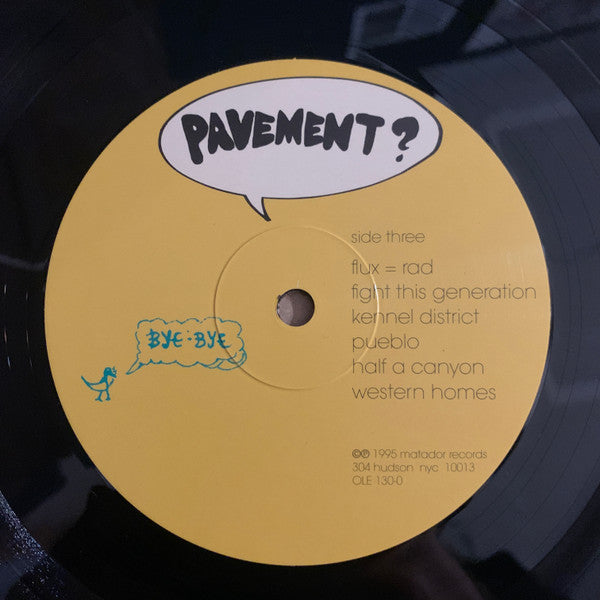 PAVEMENT?
side three
flux = rad
fight this generation
kennel district
pueblo
half a canyon
western homes
BYE-BYE
©℗ 1995 matador records
304 hudson nyc 10013
OLE 130-0